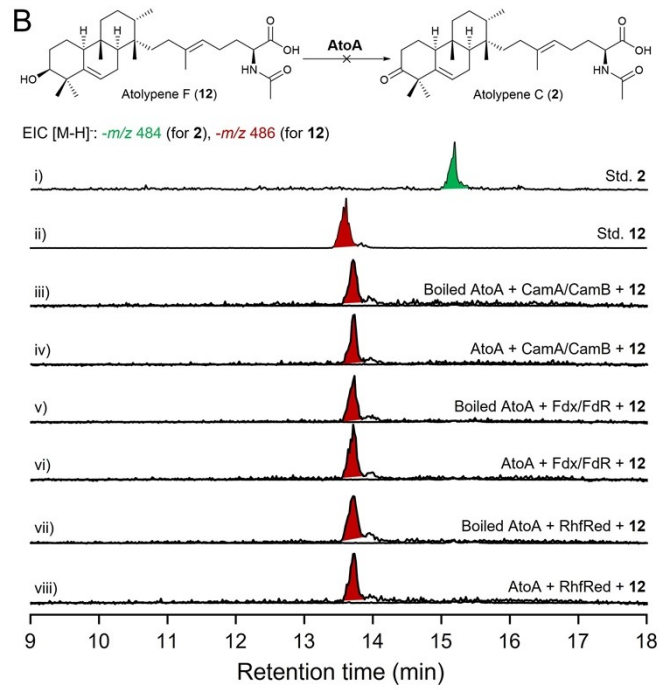 B
H
H
HO
O
OH
HN
O
Atolypene F (12)
AtoA
H
H
O
O
OH
HN
O
Atolypene C (2)
EIC [M-H]⁻: -m/z 484 (for 2), -m/z 486 (for 12)
i) Std. 2
ii) Std. 12
iii) Boiled AtoA + CamA/CamB + 12
iv) AtoA + CamA/CamB + 12
v) Boiled AtoA + Fdx/FdR + 12
vi) AtoA + Fdx/FdR + 12
vii) Boiled AtoA + RhfRed + 12
viii) AtoA + RhfRed + 12
9 10 11 12 13 14 15 16 17 18
Retention time (min)